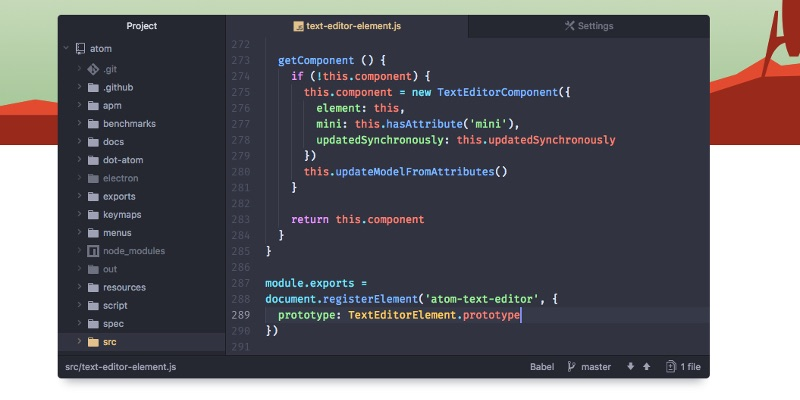 Project
text-editor-element.js
Settings
atom
.git
.github
apm
benchmarks
docs
dot-atom
electron
exports
keymaps
menus
node_modules
out
resources
script
spec
src
272
273 getComponent () {
274 if (!this.component) {
275 this.component = new TextEditorComponent({
276 element: this,
277 mini: this.hasAttribute('mini'),
278 updatedSynchronously: this.updatedSynchronously
279 })
280 this.updateModelFromAttributes()
281 }
282
283 return this.component
284 }
285 }
286
287 module.exports =
288 document.registerElement('atom-text-editor', {
289 prototype: TextEditorElement.prototype
290 })
291
src/text-editor-element.js
Babel
master
1 file